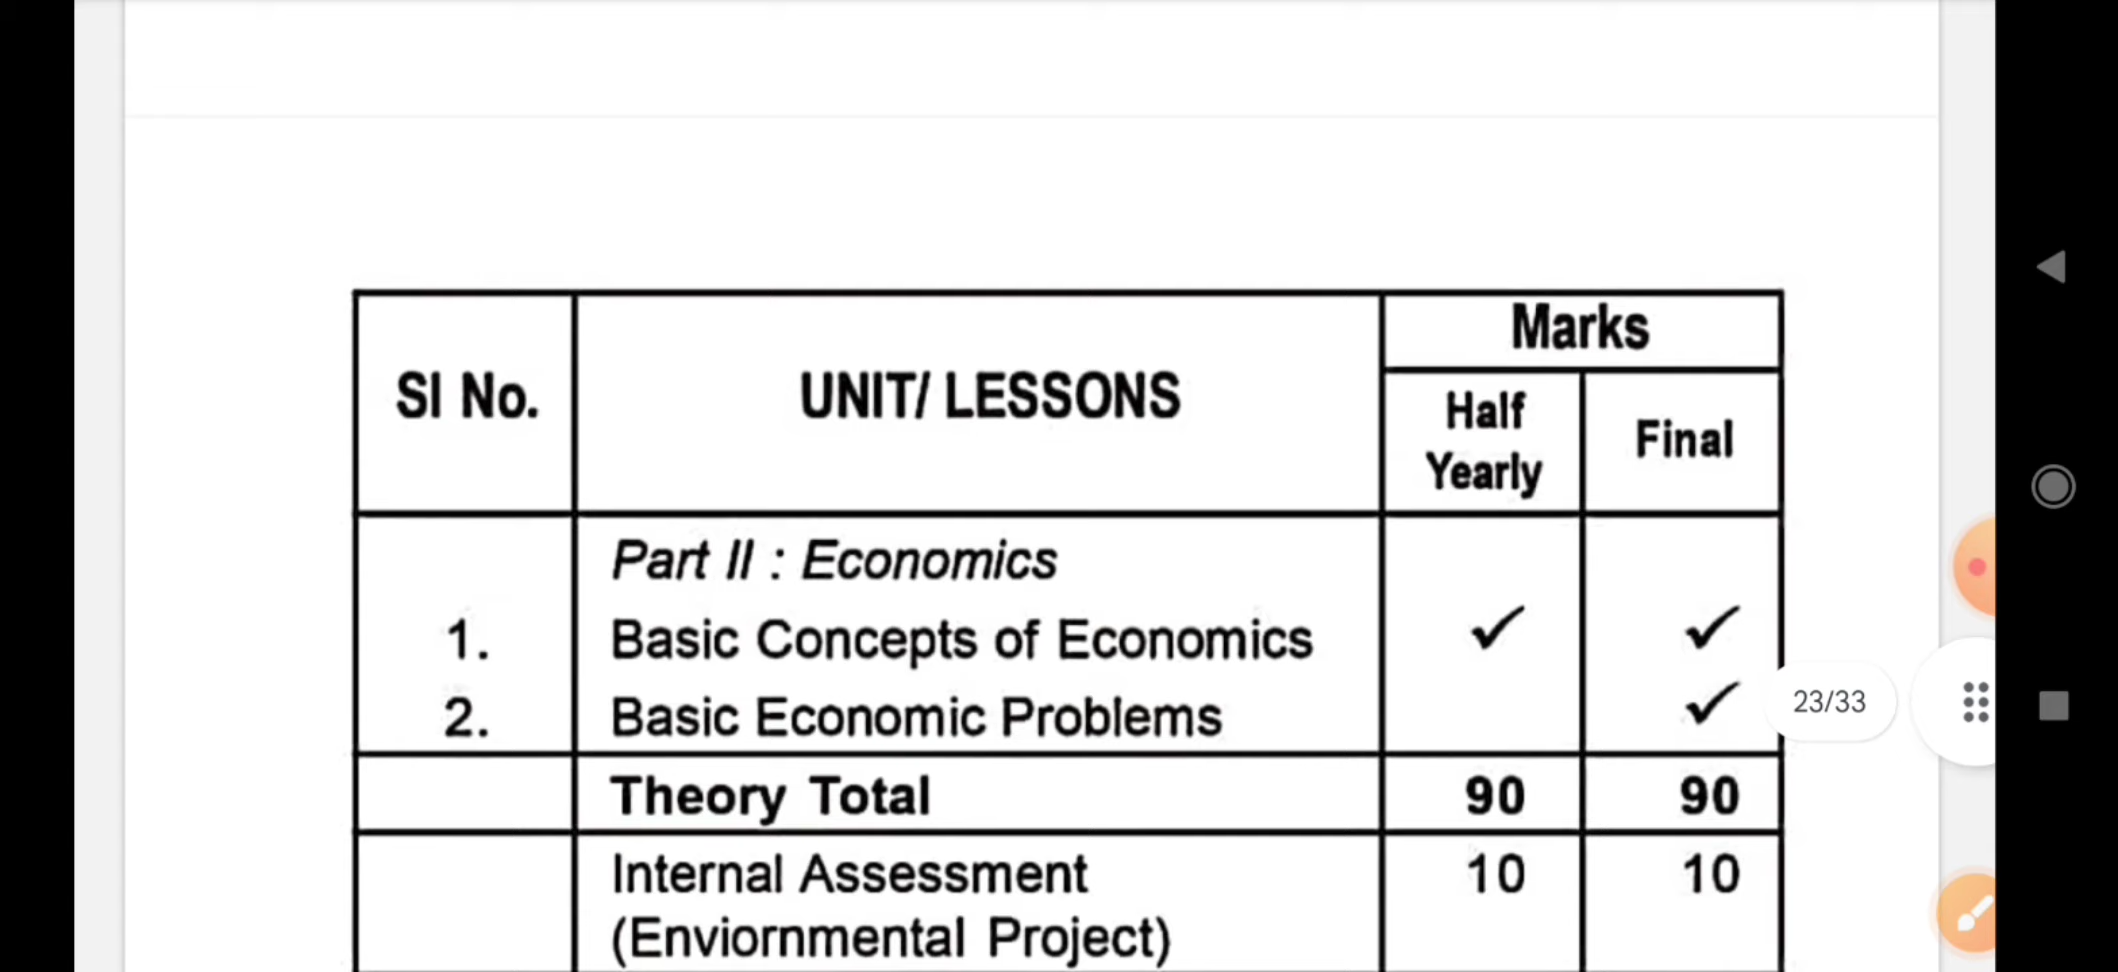 Marks
Sl No.
UNIT/ LESSONS
Half
Yearly
Final
Part II : Economics
1.
Basic Concepts of Economics
✓
✓
2.
Basic Economic Problems
✓
23/33
Theory Total
90
90
Internal Assessment
10
10
(Enviornmental Project)